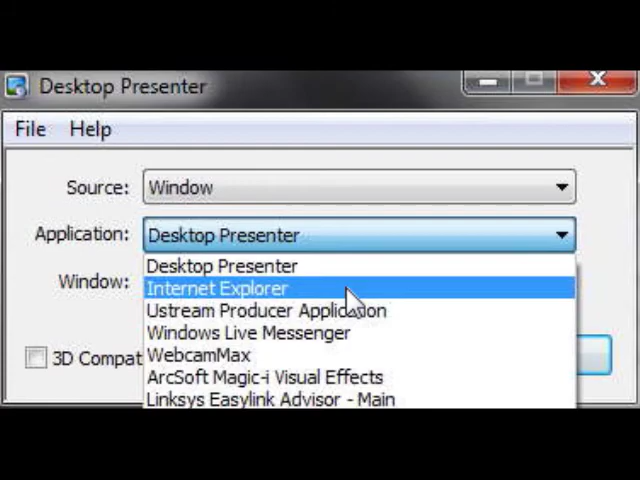 Desktop Presenter
File Help
Source: Window
Application: Desktop Presenter
Desktop Presenter
Window:
Internet Explorer
Ustream Producer Application
Windows Live Messenger
3D Compat
WebcamMax
ArcSoft Magic-i Visual Effects
Linksys Easylink Advisor - Main